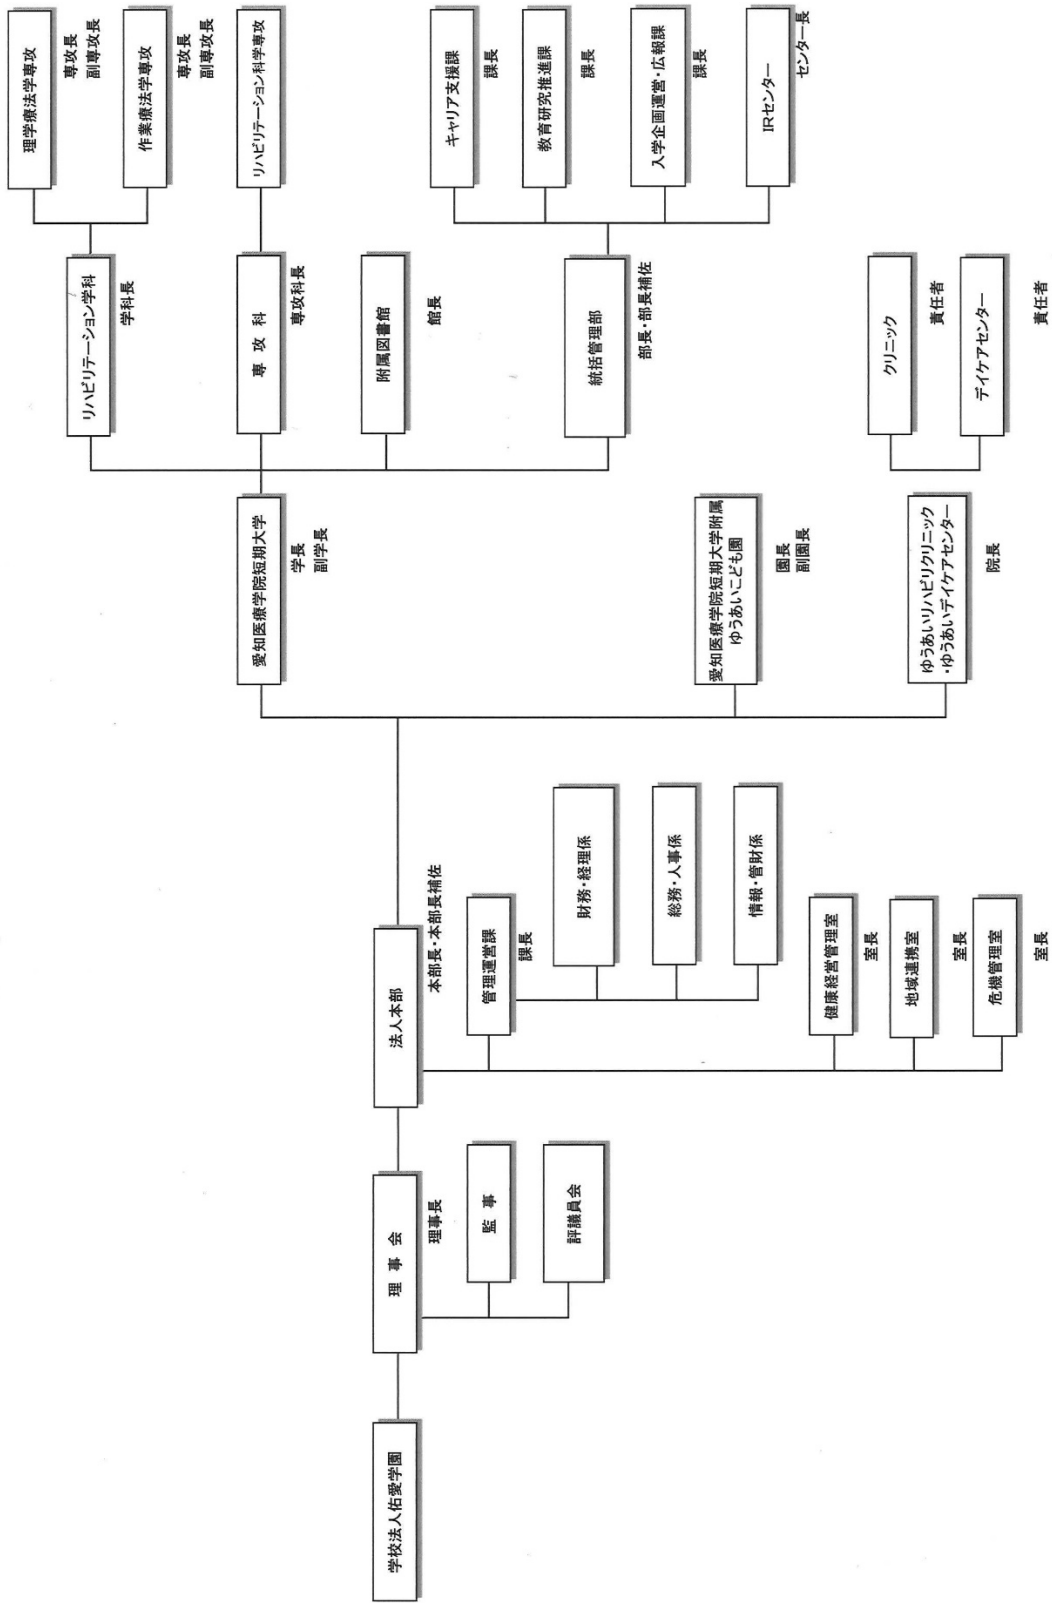 学校法人佑愛学園
理 事 会
理事長
監 事
評議員会
法人本部
本部長・本部長補佐
管理運営課
課長
財務・経理係
総務・人事係
情報・管財係
健康経営管理室
室長
地域連携室
室長
危機管理室
室長
愛知医療学院短期大学
学長
副学長
リハビリテーション学科
学科長
理学療法学専攻
専攻長
副専攻長
作業療法学専攻
専攻長
副専攻長
専 攻 科
専攻科長
リハビリテーション科学専攻
附属図書館
館長
統括管理部
部長・部長補佐
キャリア支援課
課長
教育研究推進課
課長
入学企画運営・広報課
課長
IRセンター
センター長
愛知医療学院短期大学附属
ゆうあいこども園
園長
副園長
ゆうあいリハビリクリニック
・ゆうあいデイケアセンター
院長
クリニック
責任者
デイケアセンター
責任者